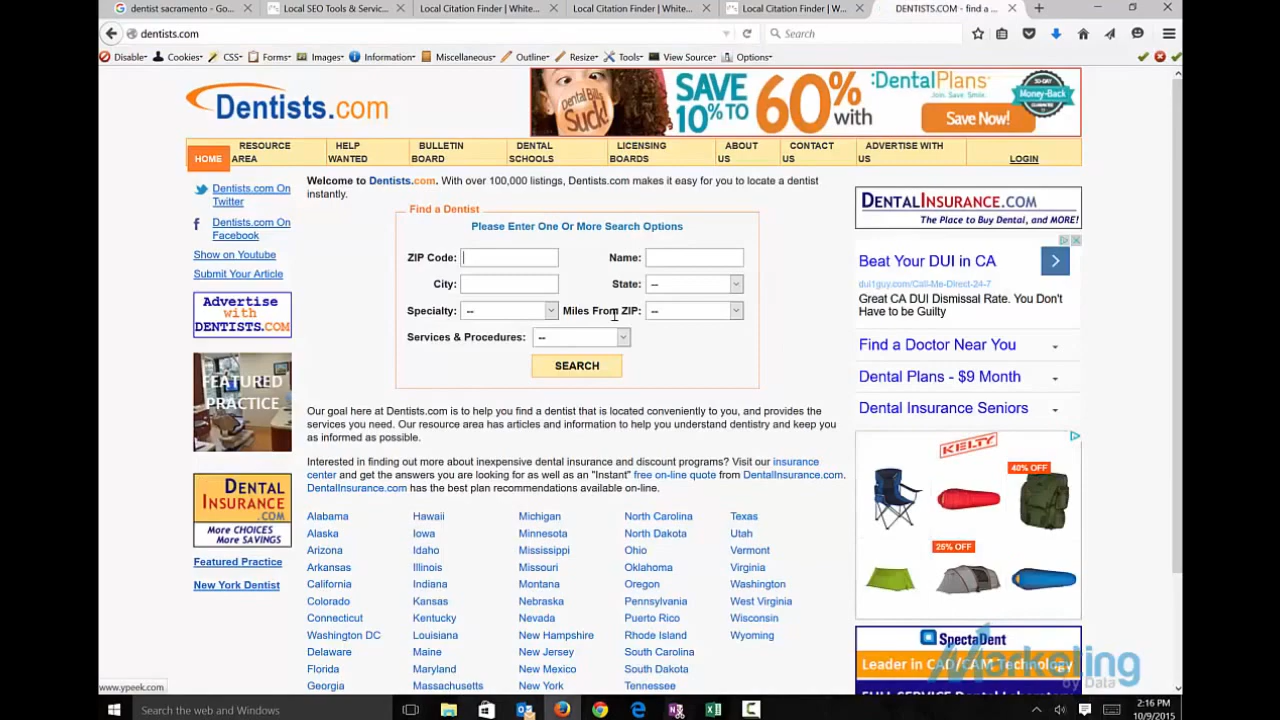 dentist sacramento - Go...
Local SEO Tools & Servic...
Local Citation Finder | White...
Local Citation Finder | White...
Local Citation Finder | W...
DENTISTS.COM - find a ...
dentists.com
Search
Disable
Cookies
CSS
Forms
Images
Information
Miscellaneous
Outline
Resize
Tools
View Source
Options
Dentists.com
Dental Bills Suck!
SAVE
10% TO
60% with
:DentalPlans
Join. Save. Smile.
Save Now!
30-DAY
Money-Back
GUARANTEE
HOME
RESOURCE AREA
HELP WANTED
BULLETIN BOARD
DENTAL SCHOOLS
LICENSING BOARDS
ABOUT US
CONTACT US
ADVERTISE WITH US
LOGIN
Dentists.com On
Twitter
Dentists.com On
Facebook
Show on Youtube
Submit Your Article
Advertise
with
DENTISTS.COM
FEATURED
PRACTICE
DENTAL
INSURANCE
.COM
More CHOICES
More SAVINGS
Featured Practice
New York Dentist
Welcome to Dentists.com. With over 100,000 listings, Dentists.com makes it easy for you to locate a dentist
instantly.
Find a Dentist
Please Enter One Or More Search Options
ZIP Code:
Name:
City:
State: --
Specialty: --
Miles From ZIP: --
Services & Procedures: --
SEARCH
Our goal here at Dentists.com is to help you find a dentist that is located conveniently to you, and provides the
services you need. Our resource area has articles and information to help you understand dentistry and keep you
as informed as possible.
Interested in finding out more about inexpensive dental insurance and discount programs? Visit our insurance
center and get the answers you are looking for as well as an "Instant" free on-line quote from DentalInsurance.com.
DentalInsurance.com has the best plan recommendations available on-line.
Alabama Hawaii Michigan North Carolina Texas
Alaska Iowa Minnesota North Dakota Utah
Arizona Idaho Mississippi Ohio Vermont
Arkansas Illinois Missouri Oklahoma Virginia
California Indiana Montana Oregon Washington
Colorado Kansas Nebraska Pennsylvania West Virginia
Connecticut Kentucky Nevada Puerto Rico Wisconsin
Washington DC Louisiana New Hampshire Rhode Island Wyoming
Delaware Maine New Jersey South Carolina
Florida Maryland New Mexico South Dakota
Georgia Massachusetts New York Tennessee
DENTALINSURANCE.COM
The Place to Buy Dental, and MORE!
Beat Your DUI in CA
dui1guy.com/Call-Me-Direct-24-7
Great CA DUI Dismissal Rate. You Don't
Have to be Guilty
Find a Doctor Near You
Dental Plans - $9 Month
Dental Insurance Seniors
KELTY
40% OFF
25% OFF
SpectaDent
Leader in CAD/CAM Technology
FULL-SERVICE Dental Laboratory
Marketing
by Data
www.ypeek.com
Search the web and Windows
2:16 PM
10/9/2015